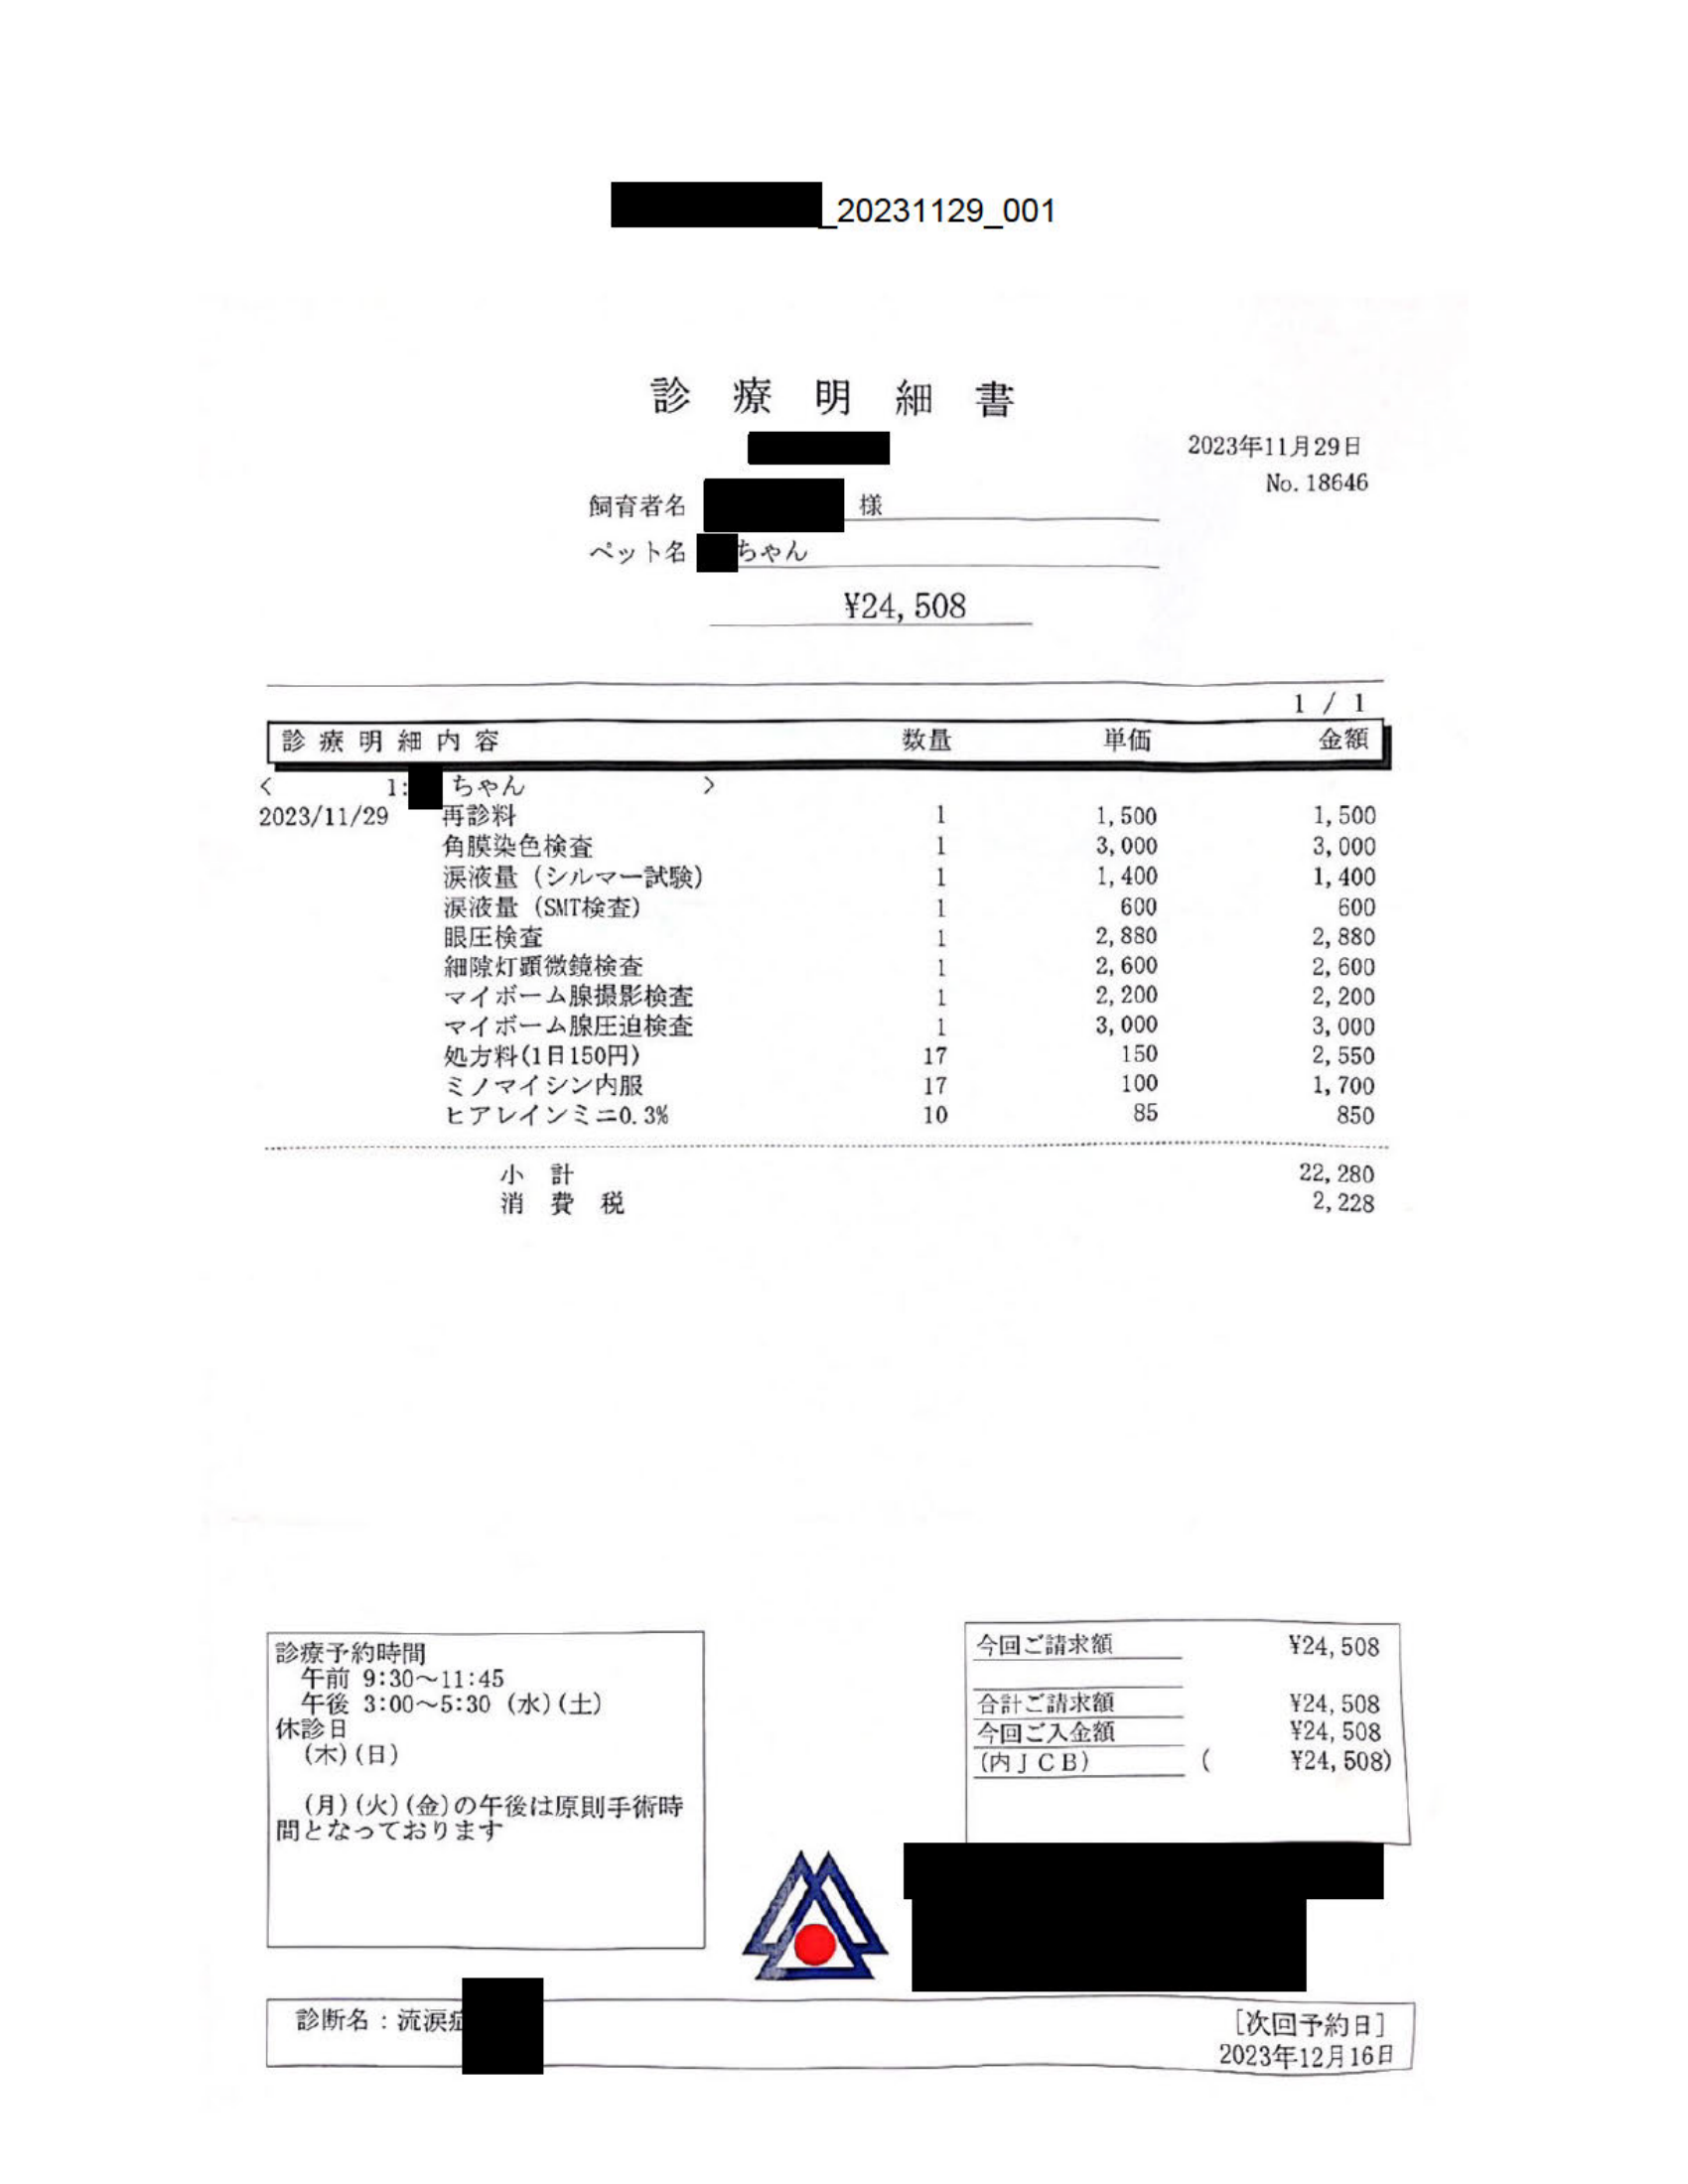 _20231129_001
診療明細書
2023年11月29日
No. 18646
飼育者名 様
ペット名 ちゃん
¥24,508
1 / 1
診療明細内容 数量 単価 金額
< 1: ちゃん >
2023/11/29 再診料 1 1,500 1,500
角膜染色検査 1 3,000 3,000
涙液量（シルマー試験） 1 1,400 1,400
涙液量（SMT検査） 1 600 600
眼圧検査 1 2,880 2,880
細隙灯顕微鏡検査 1 2,600 2,600
マイボーム腺撮影検査 1 2,200 2,200
マイボーム腺圧迫検査 1 3,000 3,000
処方料(1日150円) 17 150 2,550
ミノマイシン内服 17 100 1,700
ヒアレインミニ0.3% 10 85 850
小計 22,280
消費税 2,228
診療予約時間
午前 9:30～11:45
午後 3:00～5:30 (水)(土)
休診日
(木)(日)
(月)(火)(金)の午後は原則手術時
間となっております
今回ご請求額 ¥24,508
合計ご請求額 ¥24,508
今回ご入金額 ¥24,508
(内JCB) ( ¥24,508)
診断名：流涙症
[次回予約日]
2023年12月16日